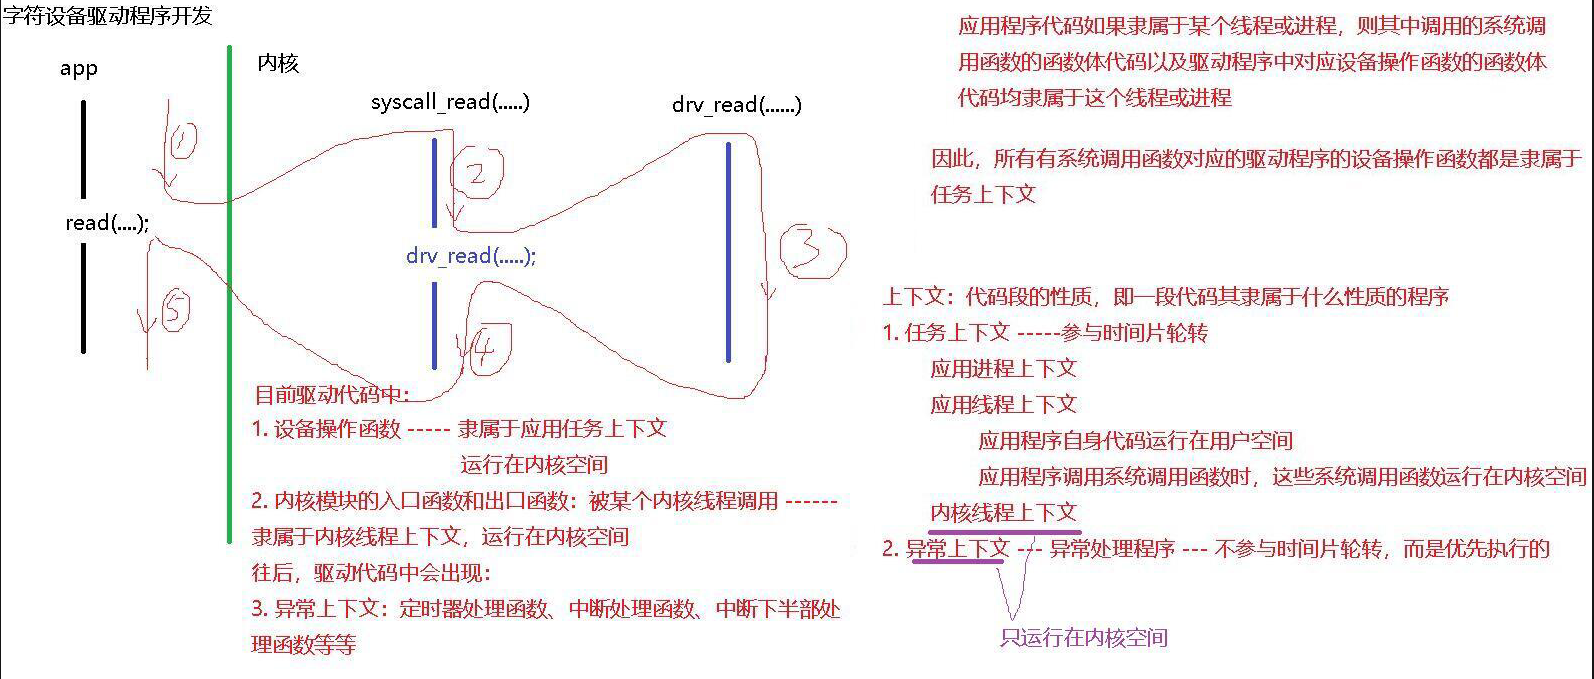 字符设备驱动程序开发
app
内核
syscall_read(.....)
drv_read(......)
①
②
③
read(....);
drv_read(.....);
④
⑤
目前驱动代码中：
1. 设备操作函数 ----- 隶属于应用任务上下文
运行在内核空间
2. 内核模块的入口函数和出口函数：被某个内核线程调用 ------
隶属于内核线程上下文，运行在内核空间
往后，驱动代码中会出现：
3. 异常上下文：定时器处理函数、中断处理函数、中断下半部处
理函数等等
应用程序代码如果隶属于某个线程或进程，则其中调用的系统调
用函数的函数体代码以及驱动程序中对应设备操作函数的函数体
代码均隶属于这个线程或进程
因此，所有有系统调用函数对应的驱动程序的设备操作函数都是隶属于
任务上下文
上下文：代码段的性质，即一段代码其隶属于什么性质的程序
1. 任务上下文 -----参与时间片轮转
应用进程上下文
应用线程上下文
应用程序自身代码运行在用户空间
应用程序调用系统调用函数时，这些系统调用函数运行在内核空间
内核线程上下文
2. 异常上下文 --- 异常处理程序 --- 不参与时间片轮转，而是优先执行的
只运行在内核空间